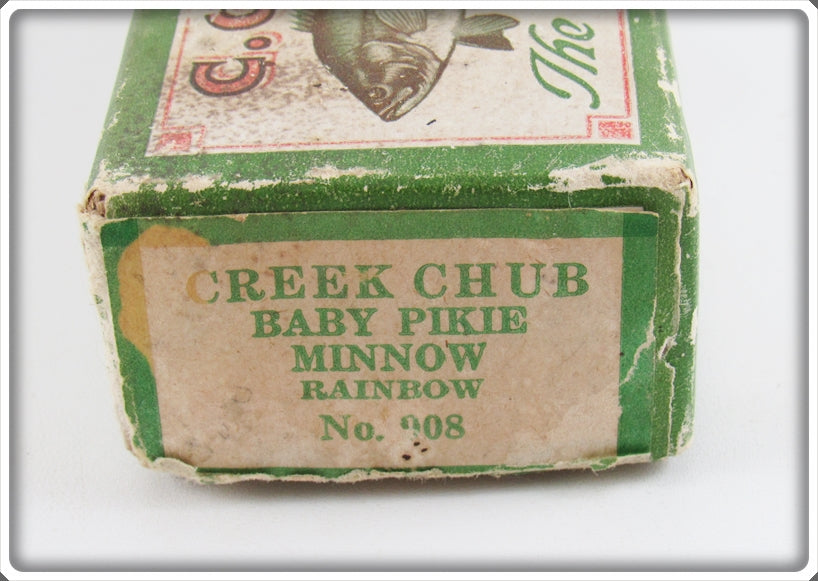 The
CREEK CHUB
BABY PIKIE
MINNOW
RAINBOW
No. 908